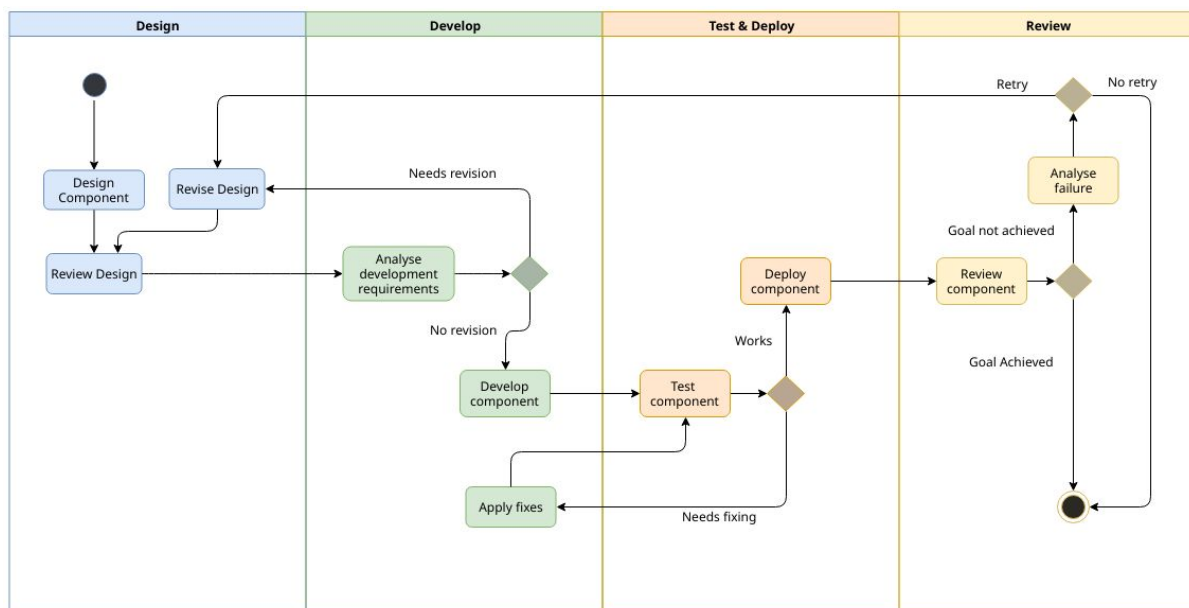 Design
Develop
Test & Deploy
Review
Retry
No retry
Design
Component
Revise Design
Needs revision
Analyse
failure
Goal not achieved
Review Design
Analyse
development
requirements
Deploy
component
Review
component
No revision
Works
Goal Achieved
Develop
component
Test
component
Apply fixes
Needs fixing